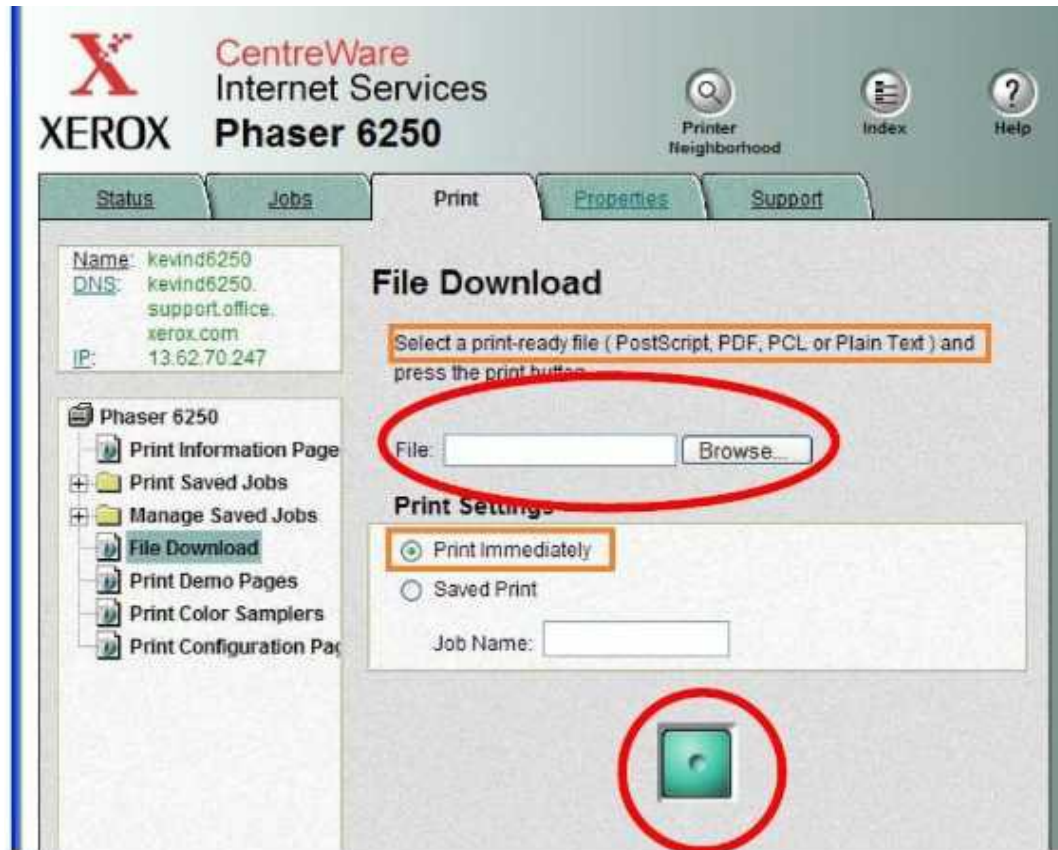 CentreWare
Internet Services
XEROX Phaser 6250
Printer
Neighborhood
Index
Help
Status
Jobs
Print
Properties
Support
Name: kevind6250
DNS: kevind6250.
support.office.
xerox.com
IP: 13.62.70.247
Phaser 6250
Print Information Page
Print Saved Jobs
Manage Saved Jobs
File Download
Print Demo Pages
Print Color Samplers
Print Configuration Pag
File Download
Select a print-ready file ( PostScript, PDF, PCL or Plain Text ) and
press the print button
File:
Browse...
Print Settings
Print Immediately
Saved Print
Job Name: